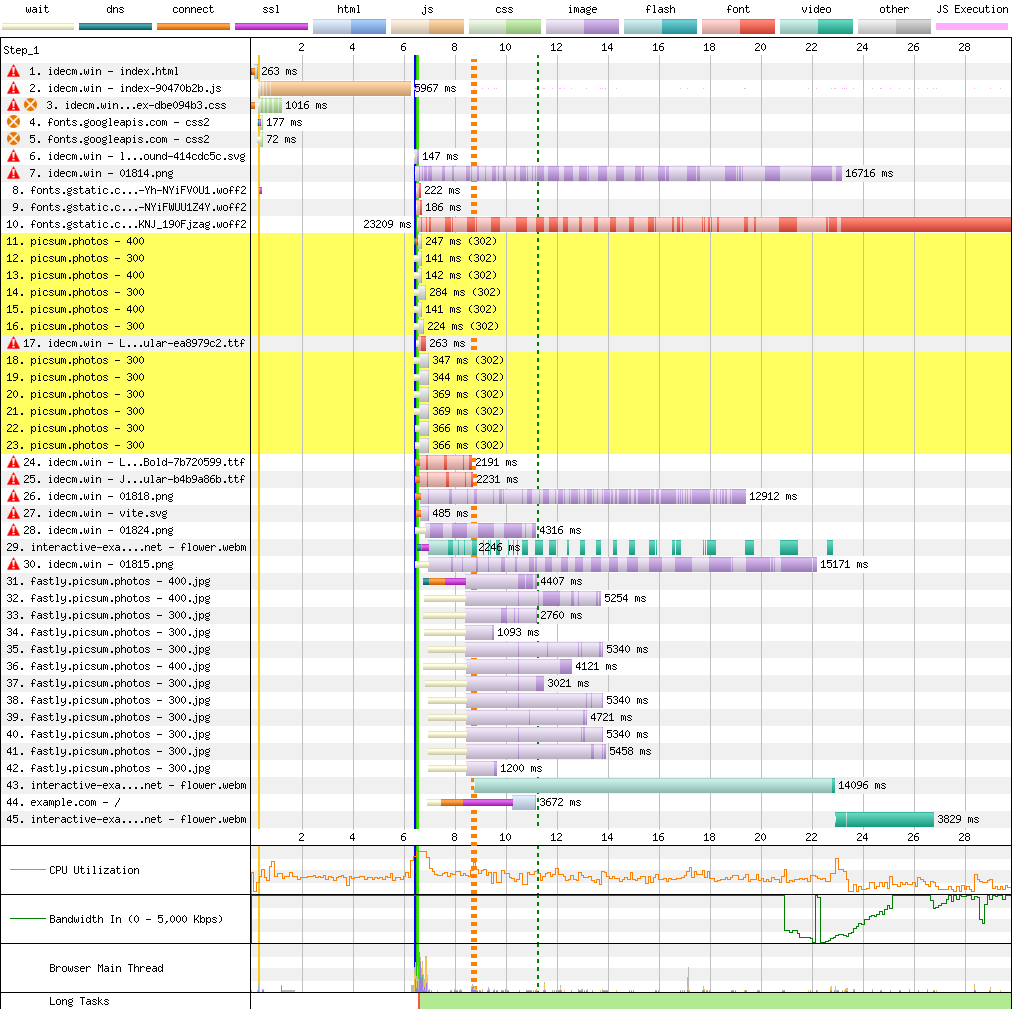 wait dns connect ssl html js css image flash font video other JS Execution
Step_1 2 4 6 8 10 12 14 16 18 20 22 24 26 28
1. idecm.win - index.html 263 ms
2. idecm.win - index-90470b2b.js 5967 ms
3. idecm.win...ex-dbe094b3.css 1016 ms
4. fonts.googleapis.com - css2 177 ms
5. fonts.googleapis.com - css2 72 ms
6. idecm.win - l...ound-414cdc5c.svg 147 ms
7. idecm.win - 01814.png 16716 ms
8. fonts.gstatic.c...-Yh-NYiFV0U1.woff2 222 ms
9. fonts.gstatic.c...-NYiFWUU1Z4Y.woff2 186 ms
10. fonts.gstatic.c...KNJ_190Fjzag.woff2 23209 ms
11. picsum.photos - 400 247 ms (302)
12. picsum.photos - 300 141 ms (302)
13. picsum.photos - 400 142 ms (302)
14. picsum.photos - 300 284 ms (302)
15. picsum.photos - 400 141 ms (302)
16. picsum.photos - 300 224 ms (302)
17. idecm.win - L...ular-ea8979c2.ttf 263 ms
18. picsum.photos - 300 347 ms (302)
19. picsum.photos - 300 344 ms (302)
20. picsum.photos - 300 369 ms (302)
21. picsum.photos - 300 369 ms (302)
22. picsum.photos - 300 366 ms (302)
23. picsum.photos - 300 366 ms (302)
24. idecm.win - L...Bold-7b720599.ttf 2191 ms
25. idecm.win - J...ular-b4b9a86b.ttf 2231 ms
26. idecm.win - 01818.png 12912 ms
27. idecm.win - vite.svg 485 ms
28. idecm.win - 01824.png 4316 ms
29. interactive-exa....net - flower.webm 2246 ms
30. idecm.win - 01815.png 15171 ms
31. fastly.picsum.photos - 400.jpg 4407 ms
32. fastly.picsum.photos - 400.jpg 5254 ms
33. fastly.picsum.photos - 300.jpg 2760 ms
34. fastly.picsum.photos - 300.jpg 1093 ms
35. fastly.picsum.photos - 300.jpg 5340 ms
36. fastly.picsum.photos - 400.jpg 4121 ms
37. fastly.picsum.photos - 300.jpg 3021 ms
38. fastly.picsum.photos - 300.jpg 5340 ms
39. fastly.picsum.photos - 300.jpg 4721 ms
40. fastly.picsum.photos - 300.jpg 5340 ms
41. fastly.picsum.photos - 300.jpg 5458 ms
42. fastly.picsum.photos - 300.jpg 1200 ms
43. interactive-exa....net - flower.webm 14096 ms
44. example.com - / 3672 ms
45. interactive-exa....net - flower.webm 3829 ms
2 4 6 8 10 12 14 16 18 20 22 24 26 28
CPU Utilization
Bandwidth In (0 - 5,000 Kbps)
Browser Main Thread
Long Tasks